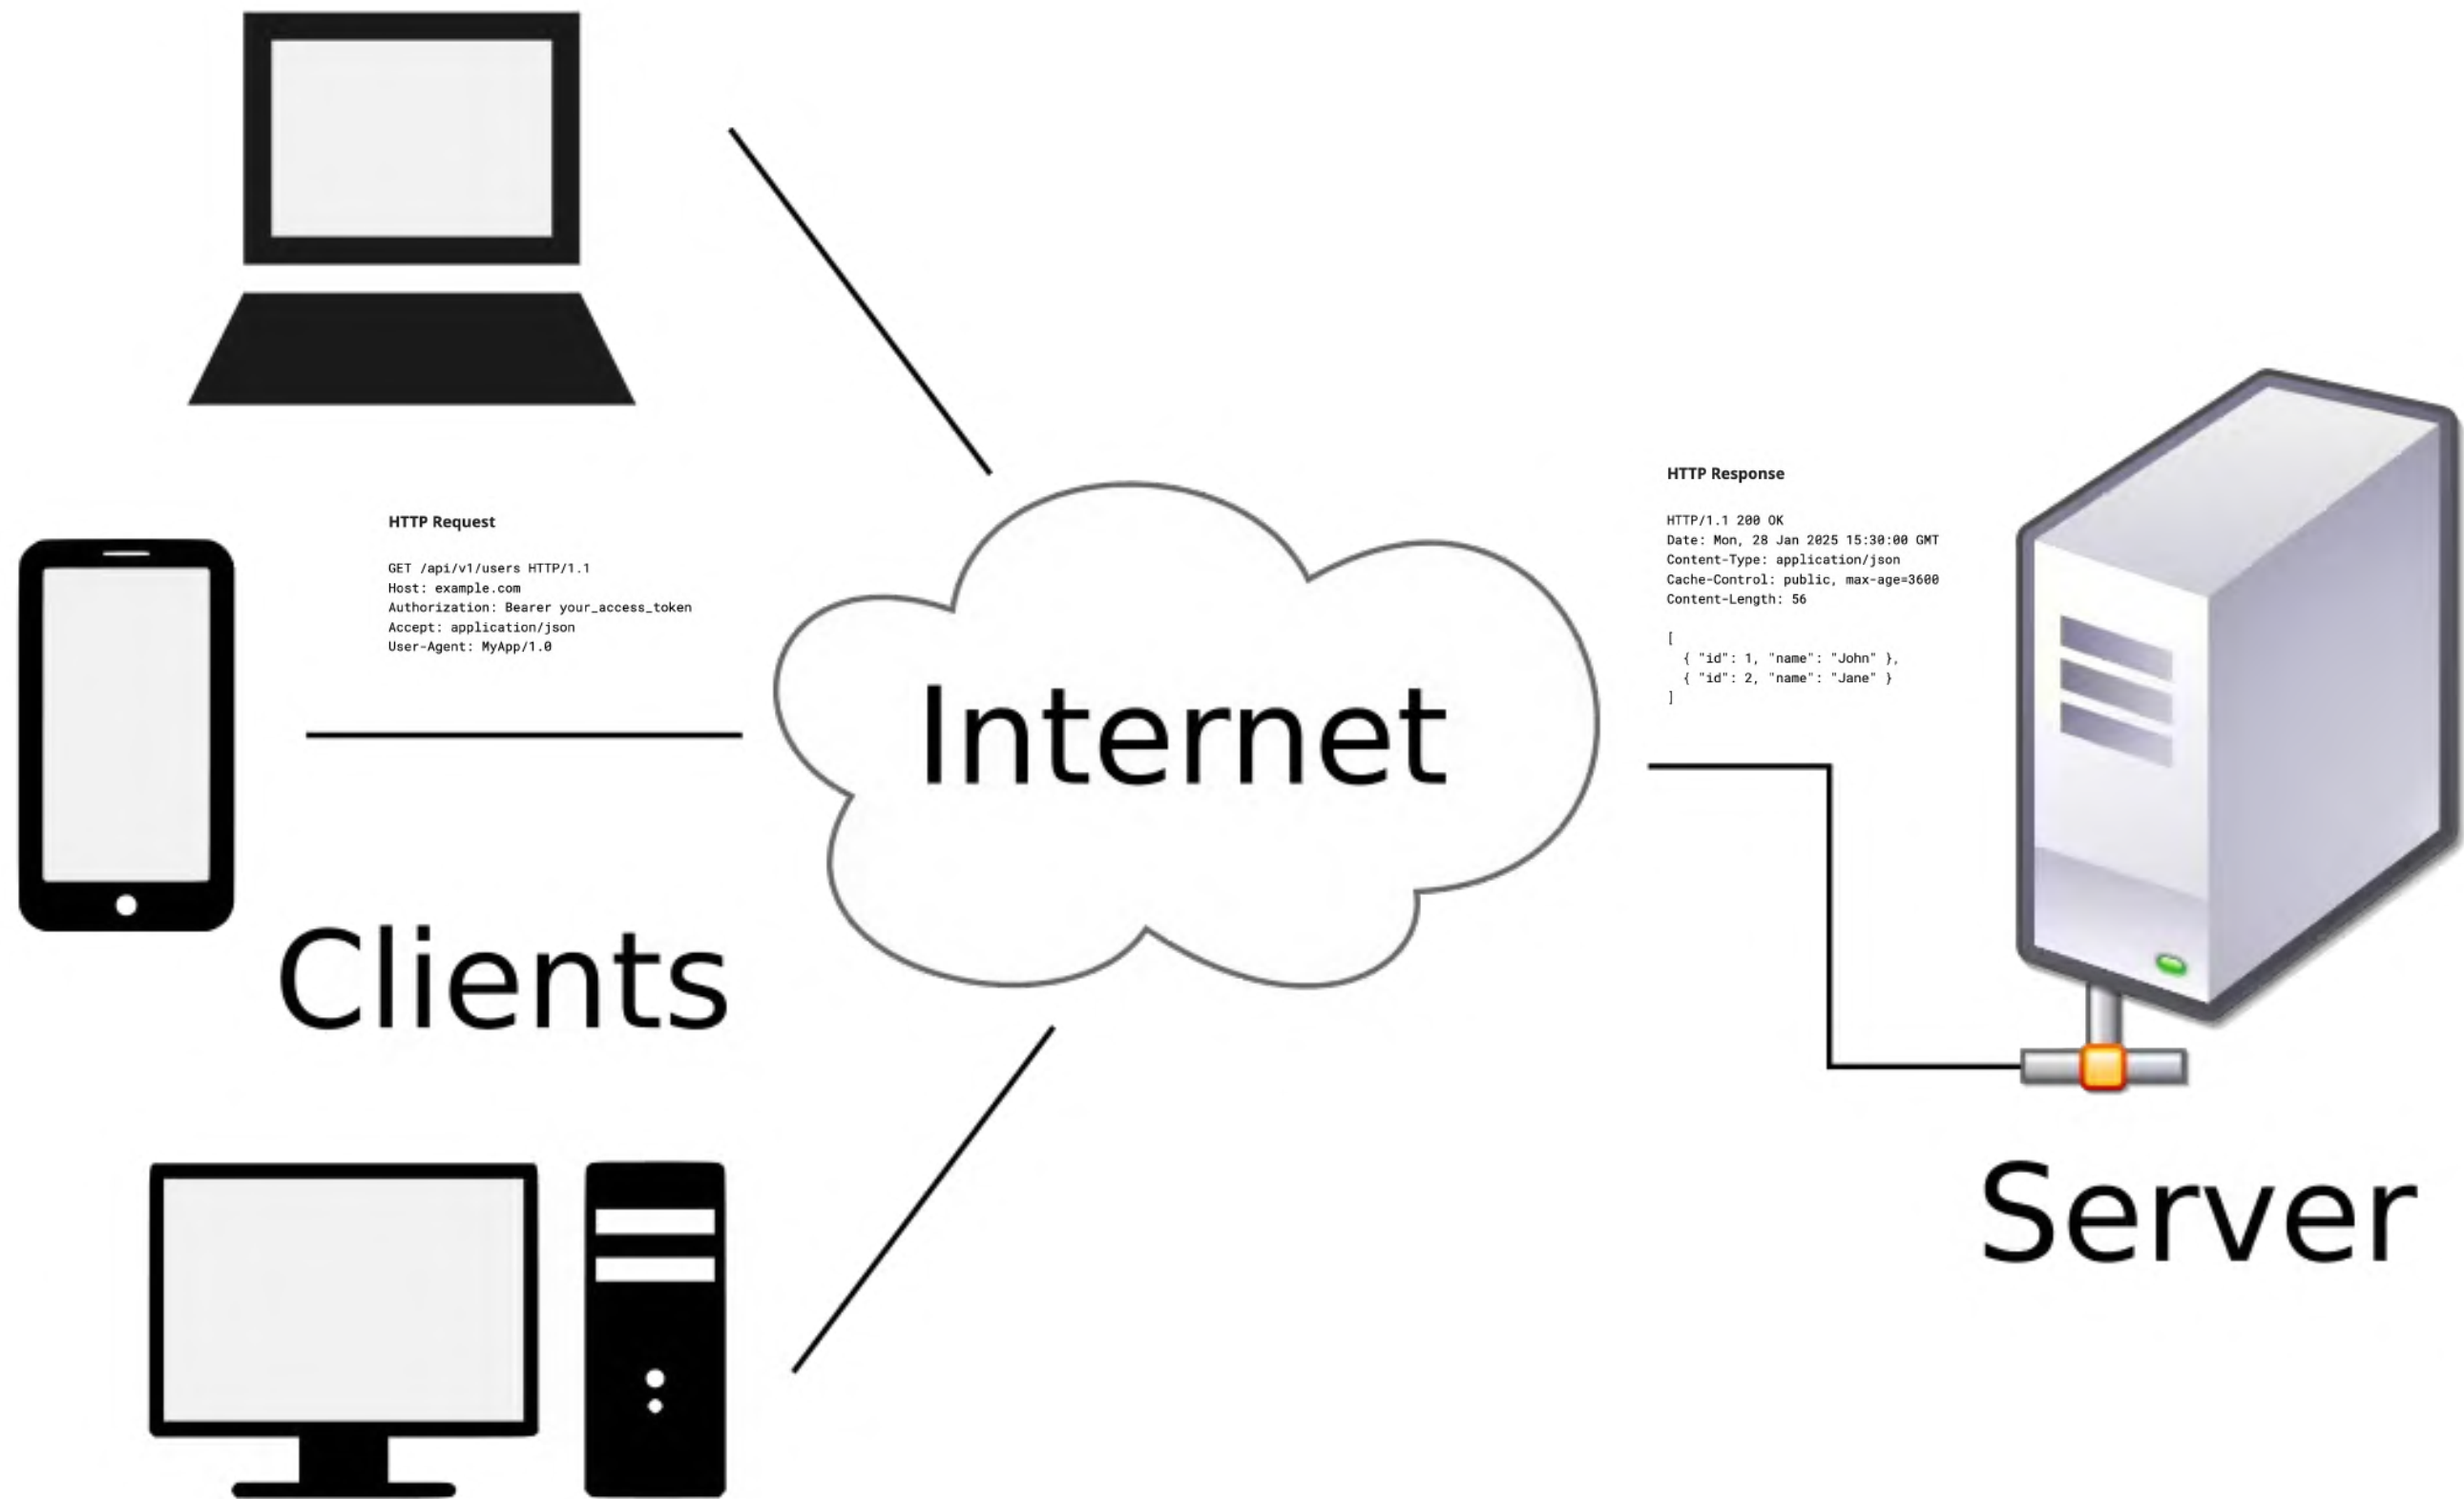 HTTP Request
GET /api/v1/users HTTP/1.1
Host: example.com
Authorization: Bearer your_access_token
Accept: application/json
User-Agent: MyApp/1.0
Clients
Internet
HTTP Response
HTTP/1.1 200 OK
Date: Mon, 28 Jan 2025 15:30:00 GMT
Content-Type: application/json
Cache-Control: public, max-age=3600
Content-Length: 56
[
{ "id": 1, "name": "John" },
{ "id": 2, "name": "Jane" }
]
Server